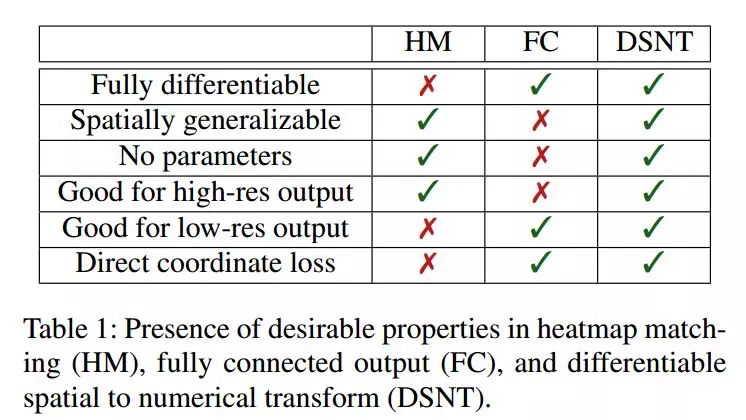 HM FC DSNT
Fully differentiable ✗ ✓ ✓
Spatially generalizable ✓ ✗ ✓
No parameters ✓ ✗ ✓
Good for high-res output ✓ ✗ ✓
Good for low-res output ✗ ✓ ✓
Direct coordinate loss ✗ ✓ ✓
Table 1: Presence of desirable properties in heatmap match-
ing (HM), fully connected output (FC), and differentiable
spatial to numerical transform (DSNT).